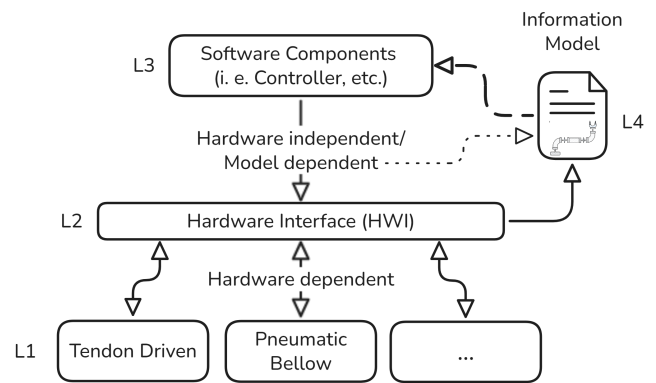 Information
Model
L3
Software Components
(i. e. Controller, etc.)
L4
Hardware independent/
Model dependent
L2
Hardware Interface (HWI)
Hardware dependent
L1
Tendon Driven
Pneumatic
Bellow
...